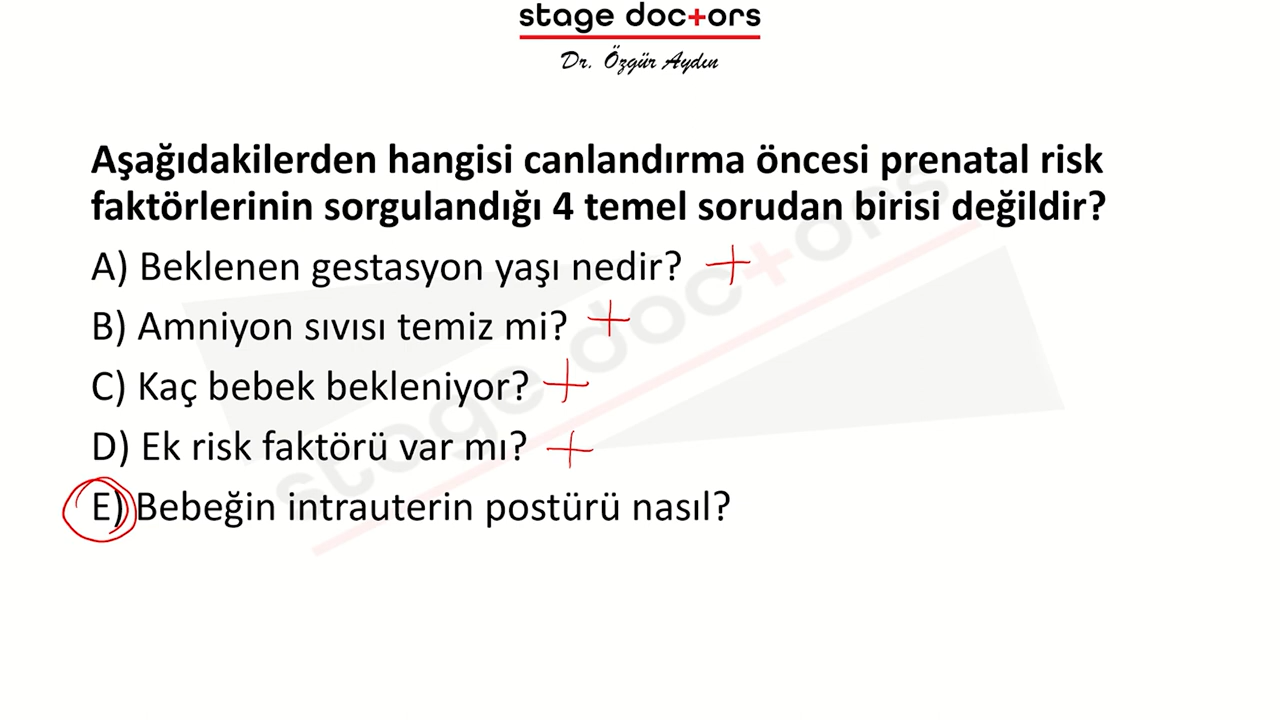 stage doctors
Dr. Özgür Aydın
Aşağıdakilerden hangisi canlandırma öncesi prenatal risk
faktörlerinin sorgulandığı 4 temel sorudan birisi değildir?
A) Beklenen gestasyon yaşı nedir? +
B) Amniyon sıvısı temiz mi? +
C) Kaç bebek bekleniyor? +
D) Ek risk faktörü var mı? +
E) Bebeğin intrauterin postürü nasıl?
stage doctors